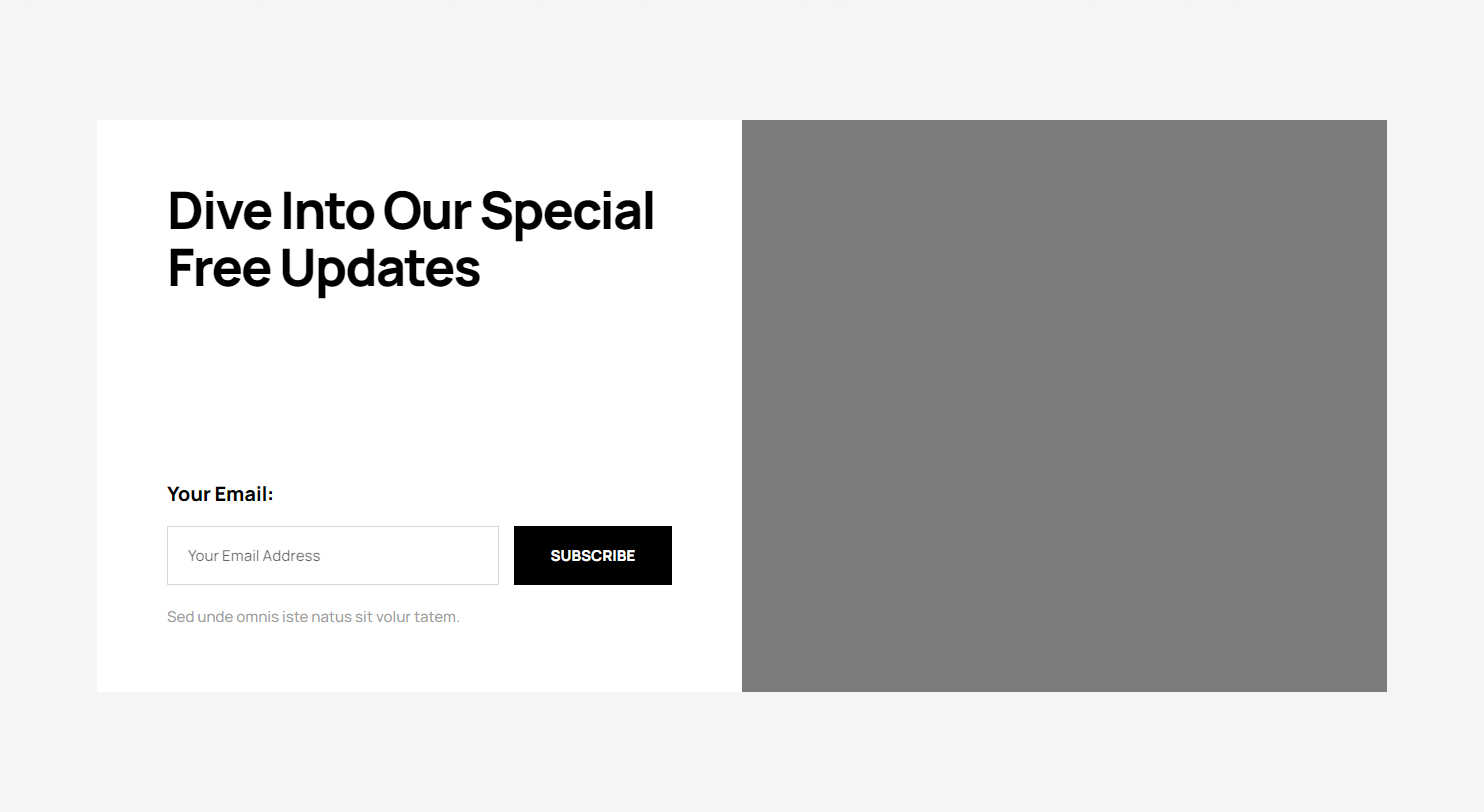 Dive Into Our Special
Free Updates
Your Email:
Your Email Address
SUBSCRIBE
Sed unde omnis iste natus sit volur tatem.